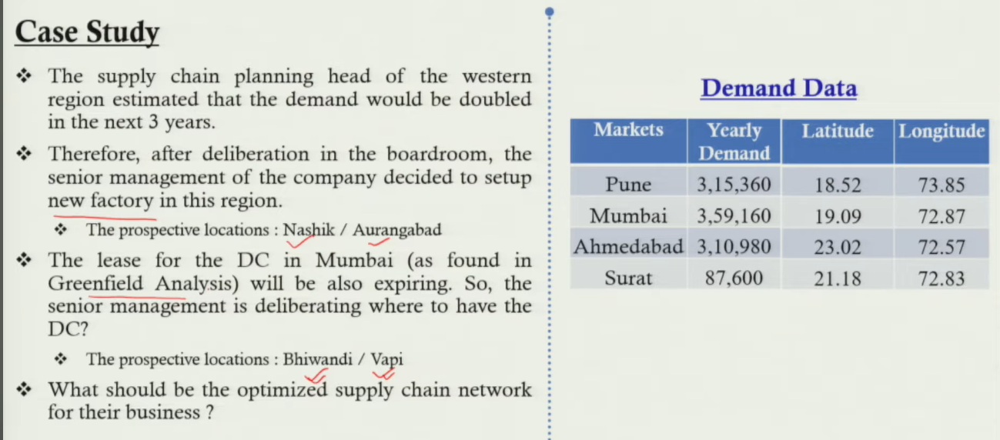 Case Study
❖ The supply chain planning head of the western
region estimated that the demand would be doubled
in the next 3 years.
❖ Therefore, after deliberation in the boardroom, the
senior management of the company decided to setup
new factory in this region.
❖ The prospective locations : Nashik / Aurangabad
❖ The lease for the DC in Mumbai (as found in
Greenfield Analysis) will be also expiring. So, the
senior management is deliberating where to have the
DC?
❖ The prospective locations : Bhiwandi / Vapi
❖ What should be the optimized supply chain network
for their business ?
Demand Data
Markets Yearly Demand Latitude Longitude
Pune 3,15,360 18.52 73.85
Mumbai 3,59,160 19.09 72.87
Ahmedabad 3,10,980 23.02 72.57
Surat 87,600 21.18 72.83